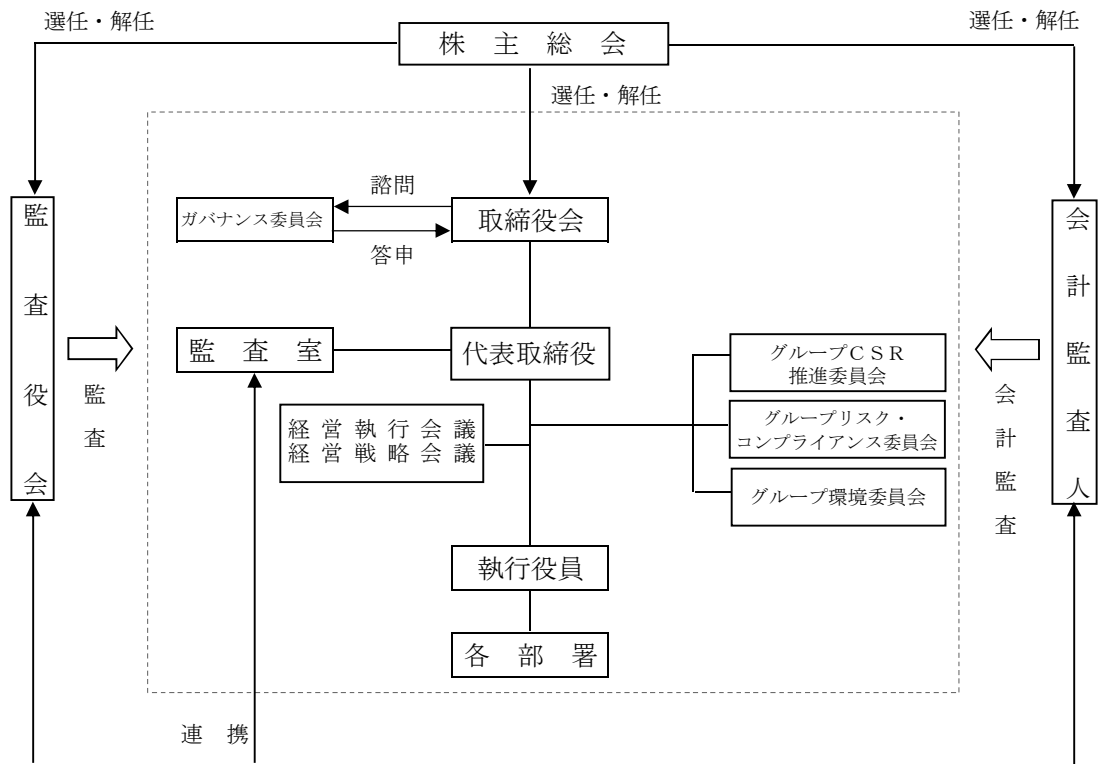 選任・解任
選任・解任
株主総会
選任・解任
諮問
ガバナンス委員会
取締役会
答申
監査役会
会計監査人
監査室
代表取締役
グループCSR
推進委員会
監査
会計監査
経営執行会議
経営戦略会議
グループリスク・
コンプライアンス委員会
グループ環境委員会
執行役員
各部署
連携